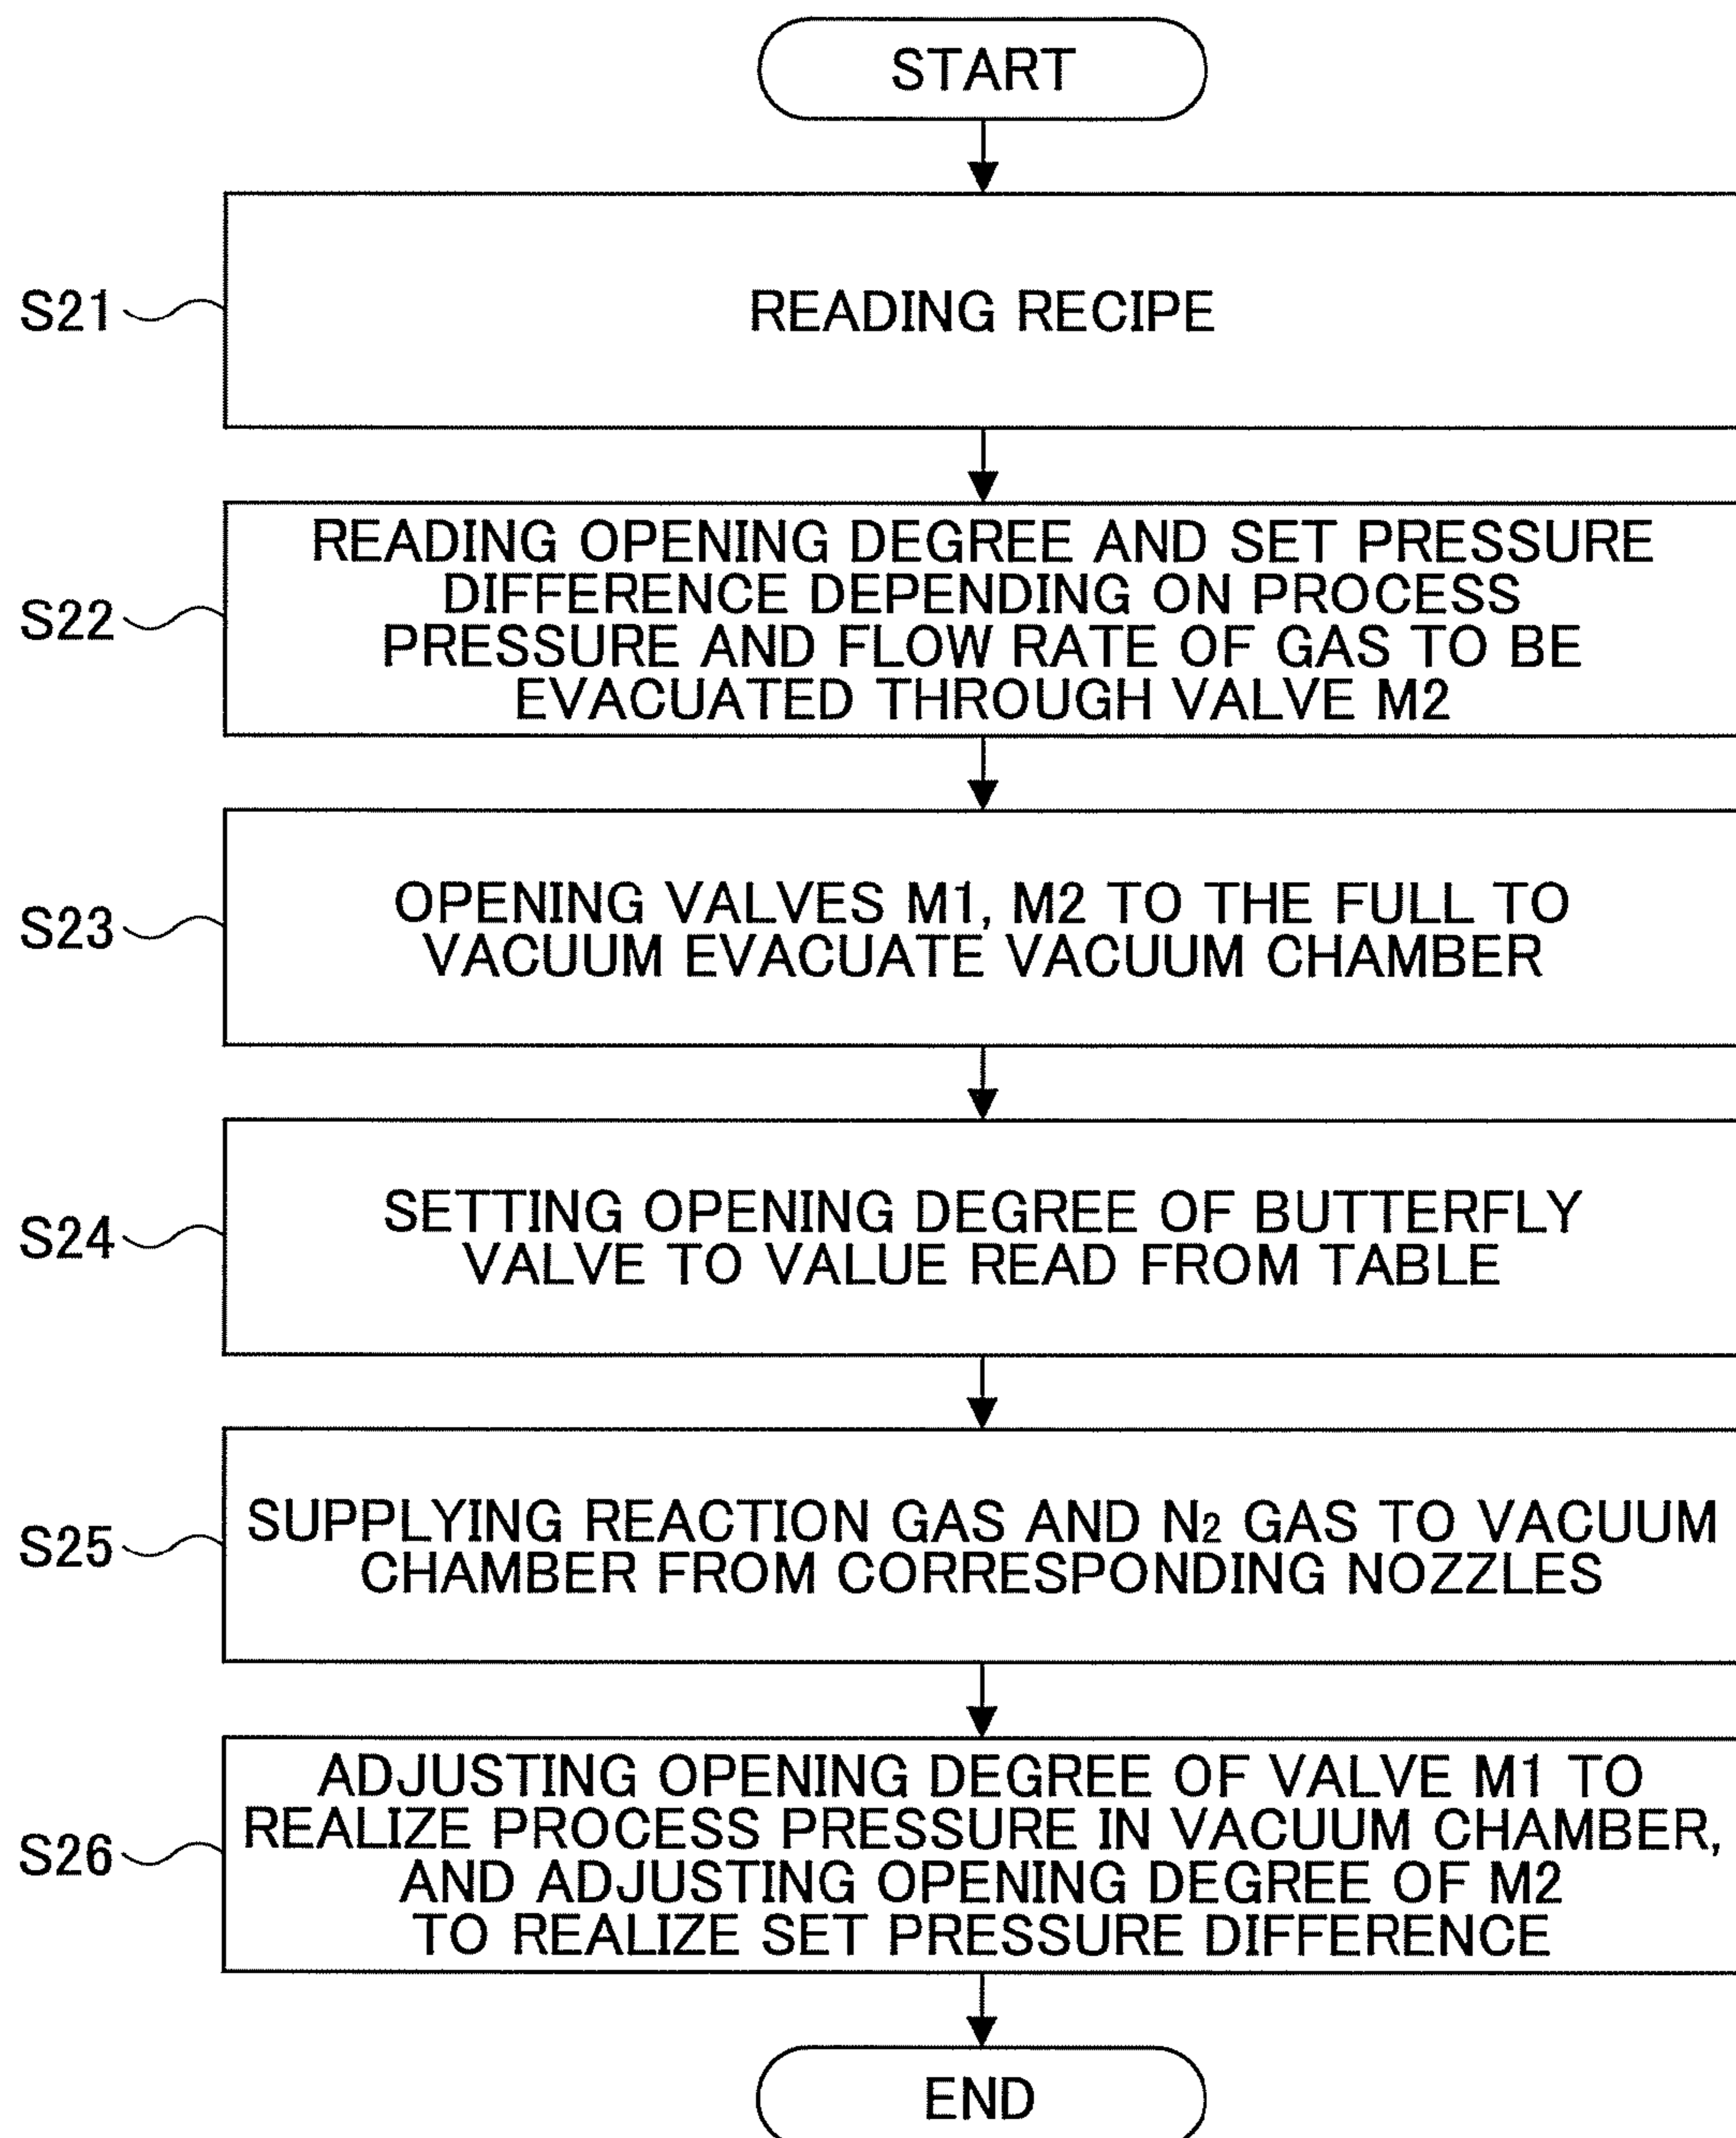 START
S21
READING RECIPE
S22
READING OPENING DEGREE AND SET PRESSURE
DIFFERENCE DEPENDING ON PROCESS
PRESSURE AND FLOW RATE OF GAS TO BE
EVACUATED THROUGH VALVE M2
S23
OPENING VALVES M1, M2 TO THE FULL TO
VACUUM EVACUATE VACUUM CHAMBER
S24
SETTING OPENING DEGREE OF BUTTERFLY
VALVE TO VALUE READ FROM TABLE
S25
SUPPLYING REACTION GAS AND N2 GAS TO VACUUM
CHAMBER FROM CORRESPONDING NOZZLES
S26
ADJUSTING OPENING DEGREE OF VALVE M1 TO
REALIZE PROCESS PRESSURE IN VACUUM CHAMBER,
AND ADJUSTING OPENING DEGREE OF M2
TO REALIZE SET PRESSURE DIFFERENCE
END